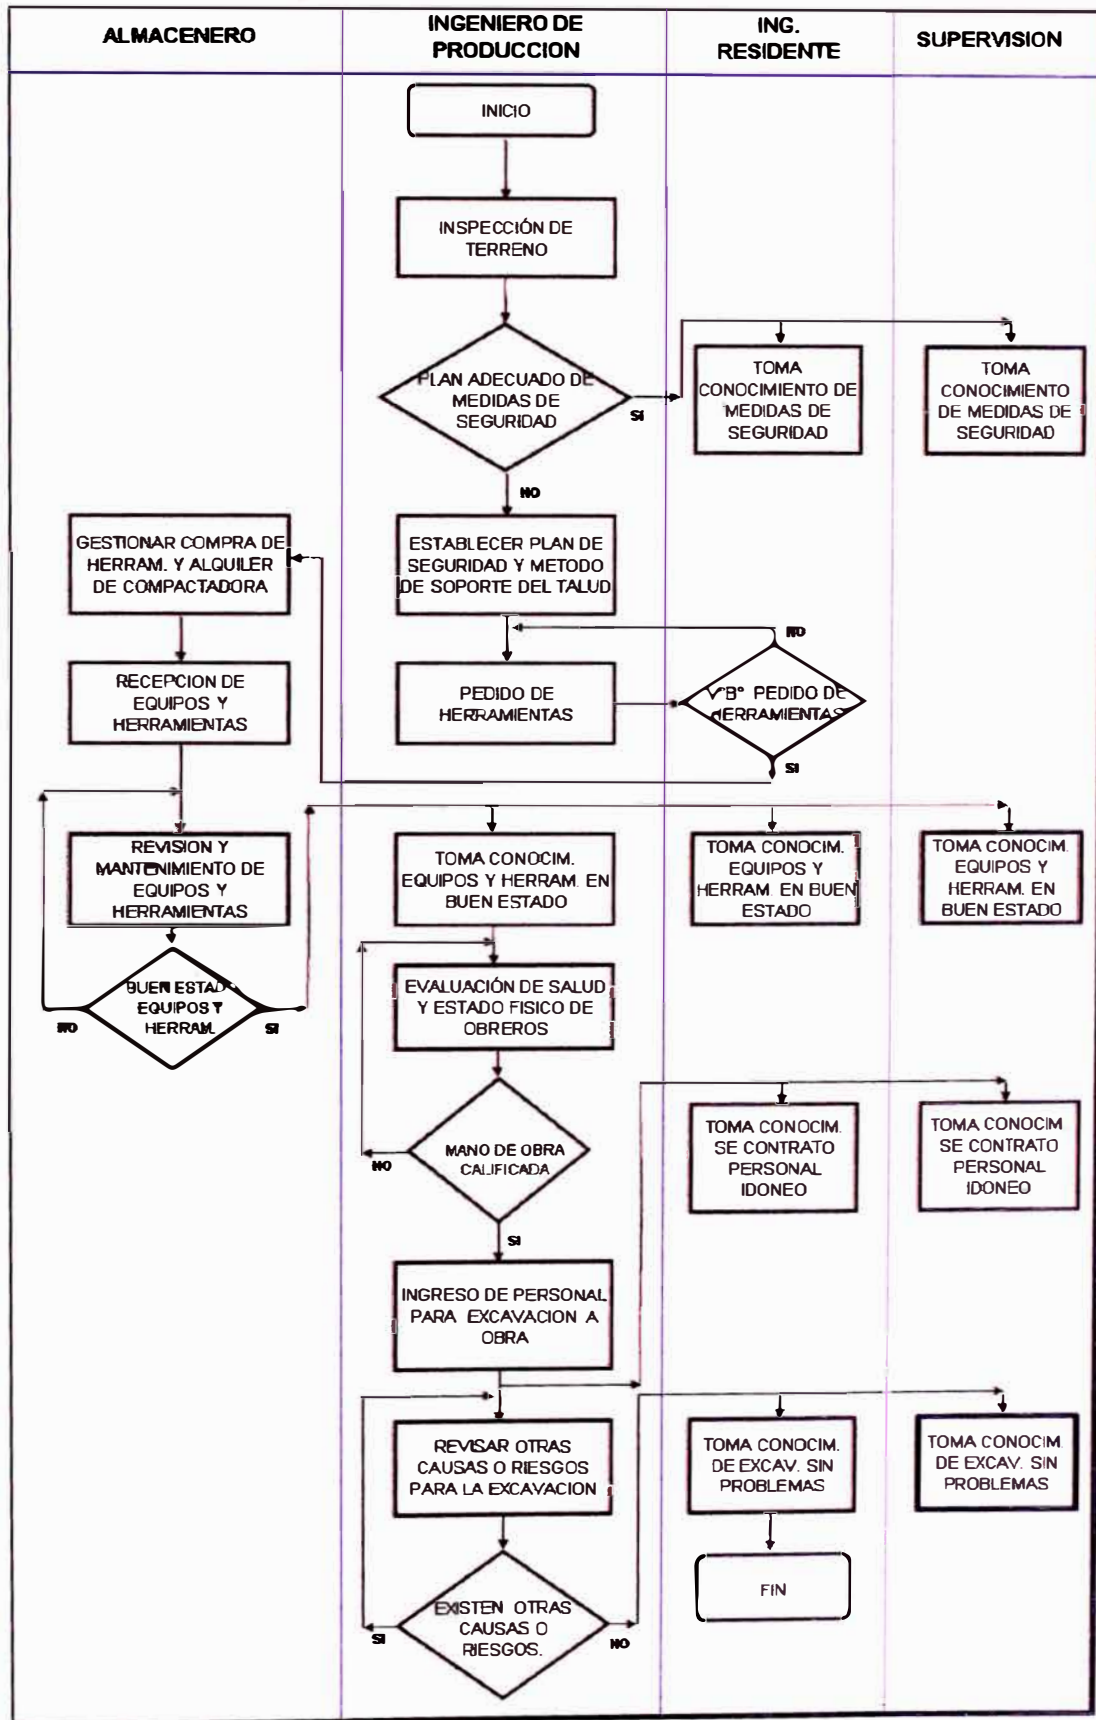 ALMACENERO
INGENIERO DE
PRODUCCION
ING.
RESIDENTE
SUPERVISION
INICIO
INSPECCIÓN DE
TERRENO
PLAN ADECUADO DE
MEDIDAS DE
SEGURIDAD
SI
NO
TOMA
CONOCIMIENTO DE
MEDIDAS DE
SEGURIDAD
TOMA
CONOCIMIENTO
DE MEDIDAS DE
SEGURIDAD
GESTIONAR COMPRA DE
HERRAM. Y ALQUILER
DE COMPACTADORA
ESTABLECER PLAN DE
SEGURIDAD Y METODO
DE SOPORTE DEL TALUD
RECEPCION DE
EQUIPOS Y
HERRAMIENTAS
PEDIDO DE
HERRAMIENTAS
NO
V°B° PEDIDO DE
HERRAMIENTAS
SI
REVISION Y
MANTENIMIENTO DE
EQUIPOS Y
HERRAMIENTAS
TOMA CONOCIM.
EQUIPOS Y HERRAM. EN
BUEN ESTADO
TOMA CONOCIM.
EQUIPOS Y
HERRAM. EN BUEN
ESTADO
TOMA CONOCIM.
EQUIPOS Y
HERRAM. EN
BUEN ESTADO
BUEN ESTADO
EQUIPOS Y
HERRAM.
NO
SI
EVALUACIÓN DE SALUD
Y ESTADO FISICO DE
OBREROS
MANO DE OBRA
CALIFICADA
NO
SI
TOMA CONOCIM.
SE CONTRATO
PERSONAL
IDONEO
TOMA CONOCIM
SE CONTRATO
PERSONAL
IDONEO
INGRESO DE PERSONAL
PARA EXCAVACION A
OBRA
REVISAR OTRAS
CAUSAS O RIESGOS
PARA LA EXCAVACION
TOMA CONOCIM.
DE EXCAV. SIN
PROBLEMAS
TOMA CONOCIM.
DE EXCAV. SIN
PROBLEMAS
EXISTEN OTRAS
CAUSAS O
RIESGOS.
SI
NO
FIN